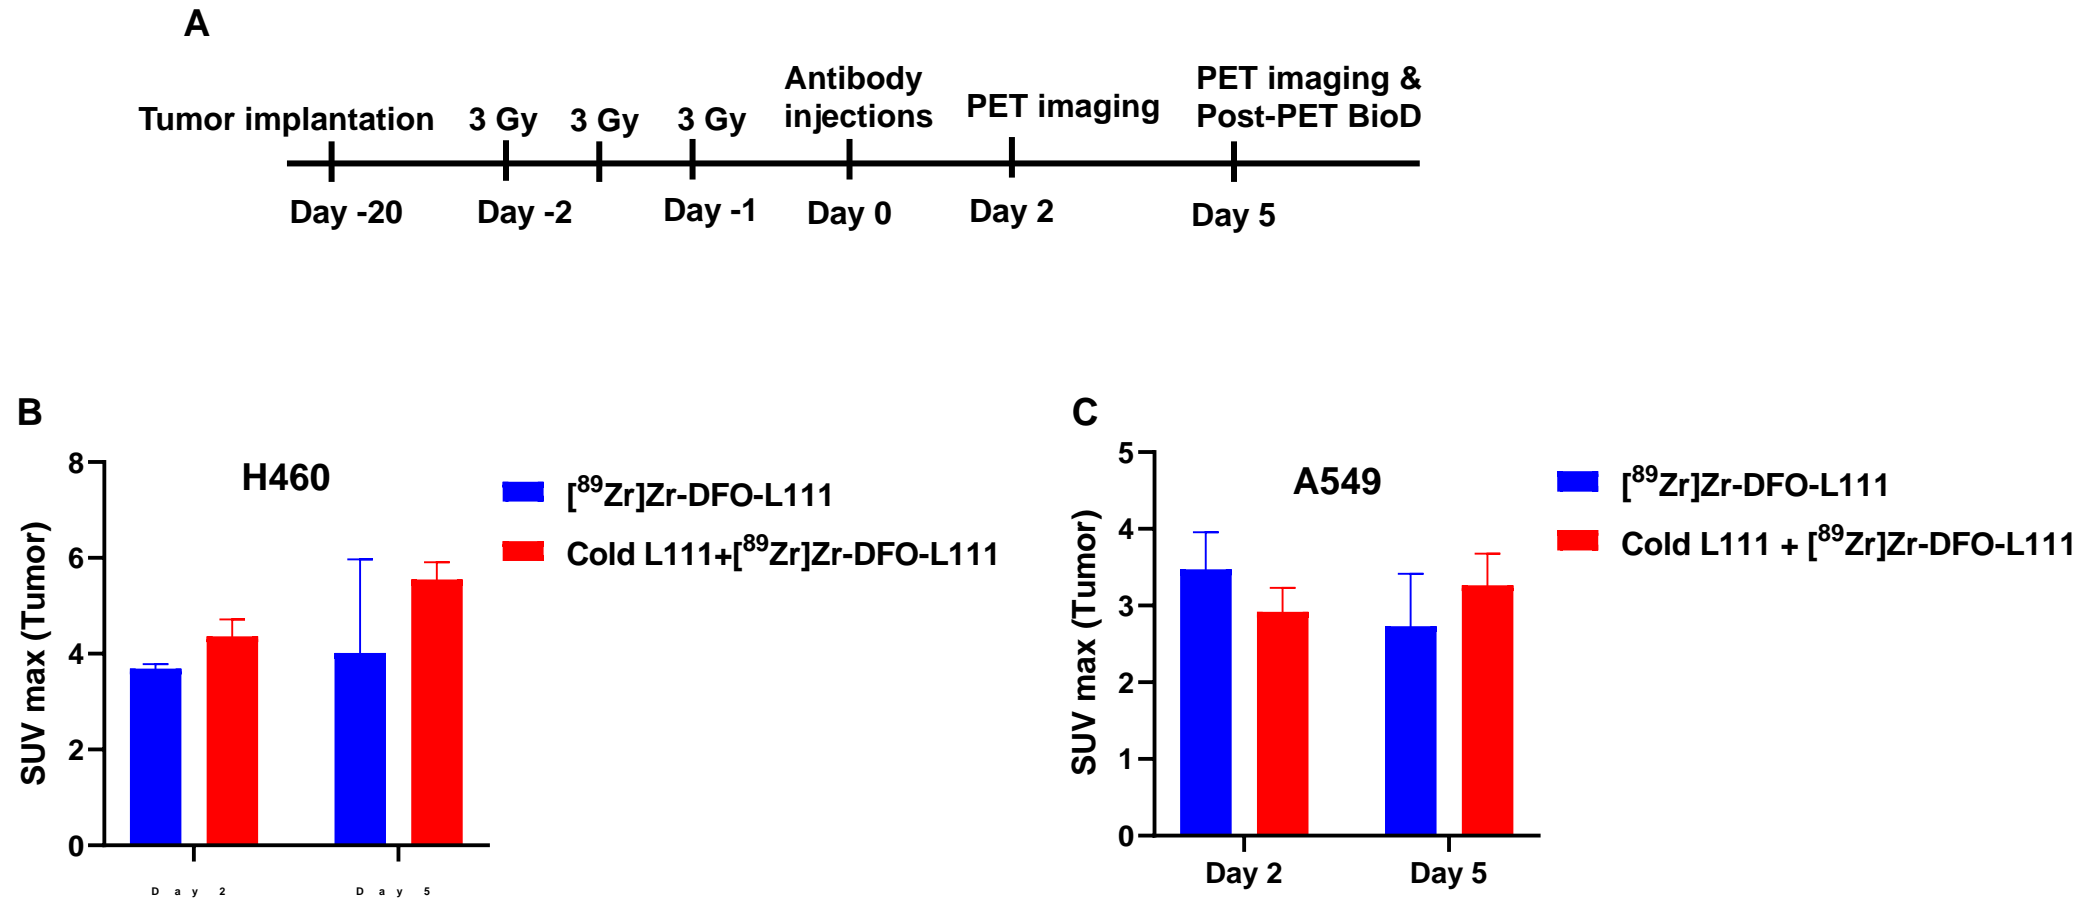 A
Antibody
injections
PET imaging &
Post-PET BioD
Tumor implantation 3 Gy 3 Gy 3 Gy PET imaging
Day -20 Day -2 Day -1 Day 0 Day 2 Day 5
B
H460
SUV max (Tumor)
8
6
4
2
0
Day 2 Day 5
[89Zr]Zr-DFO-L111
Cold L111+[89Zr]Zr-DFO-L111
C
A549
SUV max (Tumor)
5
4
3
2
1
0
Day 2 Day 5
[89Zr]Zr-DFO-L111
Cold L111 + [89Zr]Zr-DFO-L111